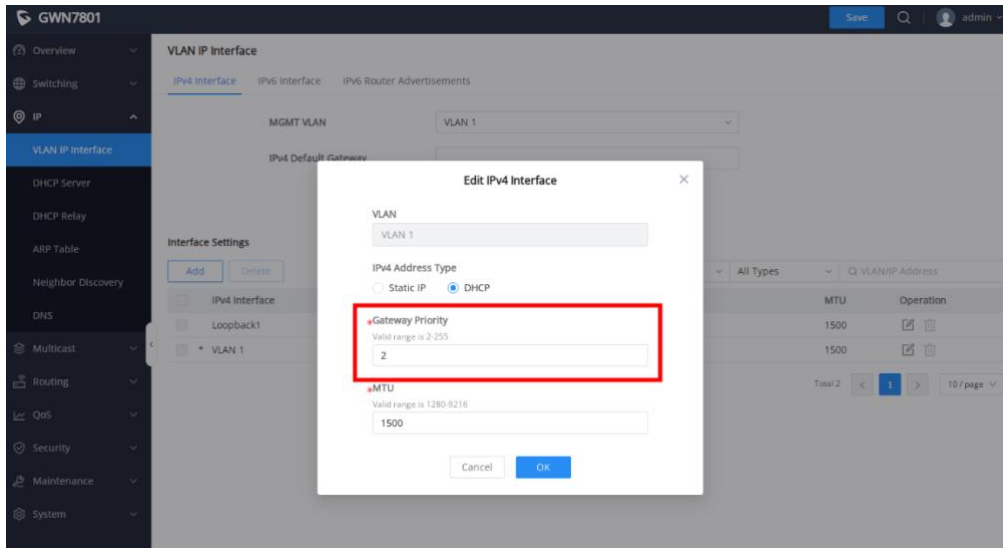 GWN7801
Save
admin
Overview
Switching
IP
VLAN IP Interface
DHCP Server
DHCP Relay
ARP Table
Neighbor Discovery
DNS
Multicast
Routing
QoS
Security
Maintenance
System
VLAN IP Interface
IPv4 Interface IPv6 Interface IPv6 Router Advertisements
MGMT VLAN VLAN 1
IPv4 Default Gateway
Interface Settings
Add Delete All Types VLAN/IP Address
IPv4 Interface MTU Operation
Loopback1 1500
* VLAN 1 1500
Total 2 < 1 > 10 / page
Edit IPv4 Interface
VLAN
VLAN 1
IPv4 Address Type
Static IP DHCP
*Gateway Priority
Valid range is 2-255
2
*MTU
Valid range is 1280-9216
1500
Cancel OK